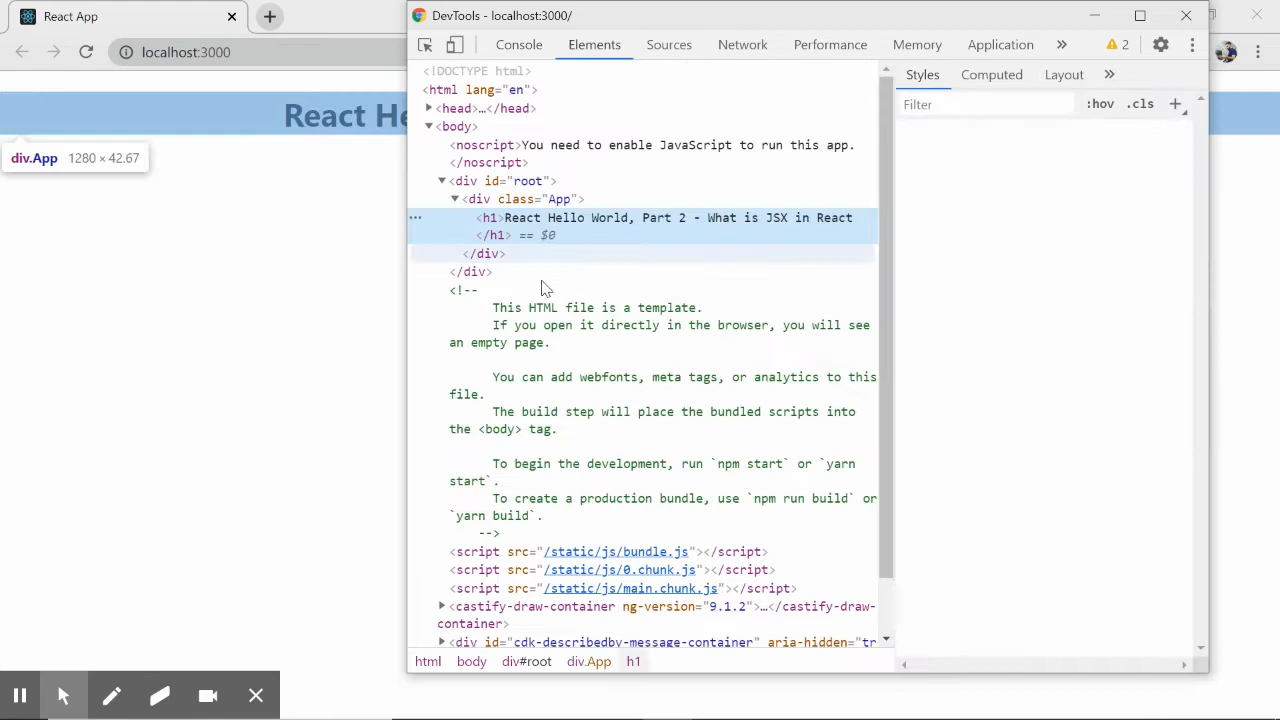 React App
DevTools - localhost:3000/
localhost:3000
Console Elements Sources Network Performance Memory Application 2
Styles Computed Layout
Filter :hov .cls
React He
div.App 1280 × 42.67
<!DOCTYPE html>
<html lang="en">
<head>…</head>
<body>
<noscript>You need to enable JavaScript to run this app.
</noscript>
<div id="root">
<div class="App">
<h1>React Hello World, Part 2 - What is JSX in React
</h1> == $0
</div>
</div>
<!--
This HTML file is a template.
If you open it directly in the browser, you will see
an empty page.
You can add webfonts, meta tags, or analytics to this
file.
The build step will place the bundled scripts into
the <body> tag.
To begin the development, run `npm start` or `yarn
start`.
To create a production bundle, use `npm run build` or
`yarn build`.
-->
<script src="/static/js/bundle.js"></script>
<script src="/static/js/0.chunk.js"></script>
<script src="/static/js/main.chunk.js"></script>
<castify-draw-container ng-version="9.1.2">…</castify-draw-
container>
<div id="cdk-describedby-message-container" aria-hidden="tr
html body div#root div.App h1